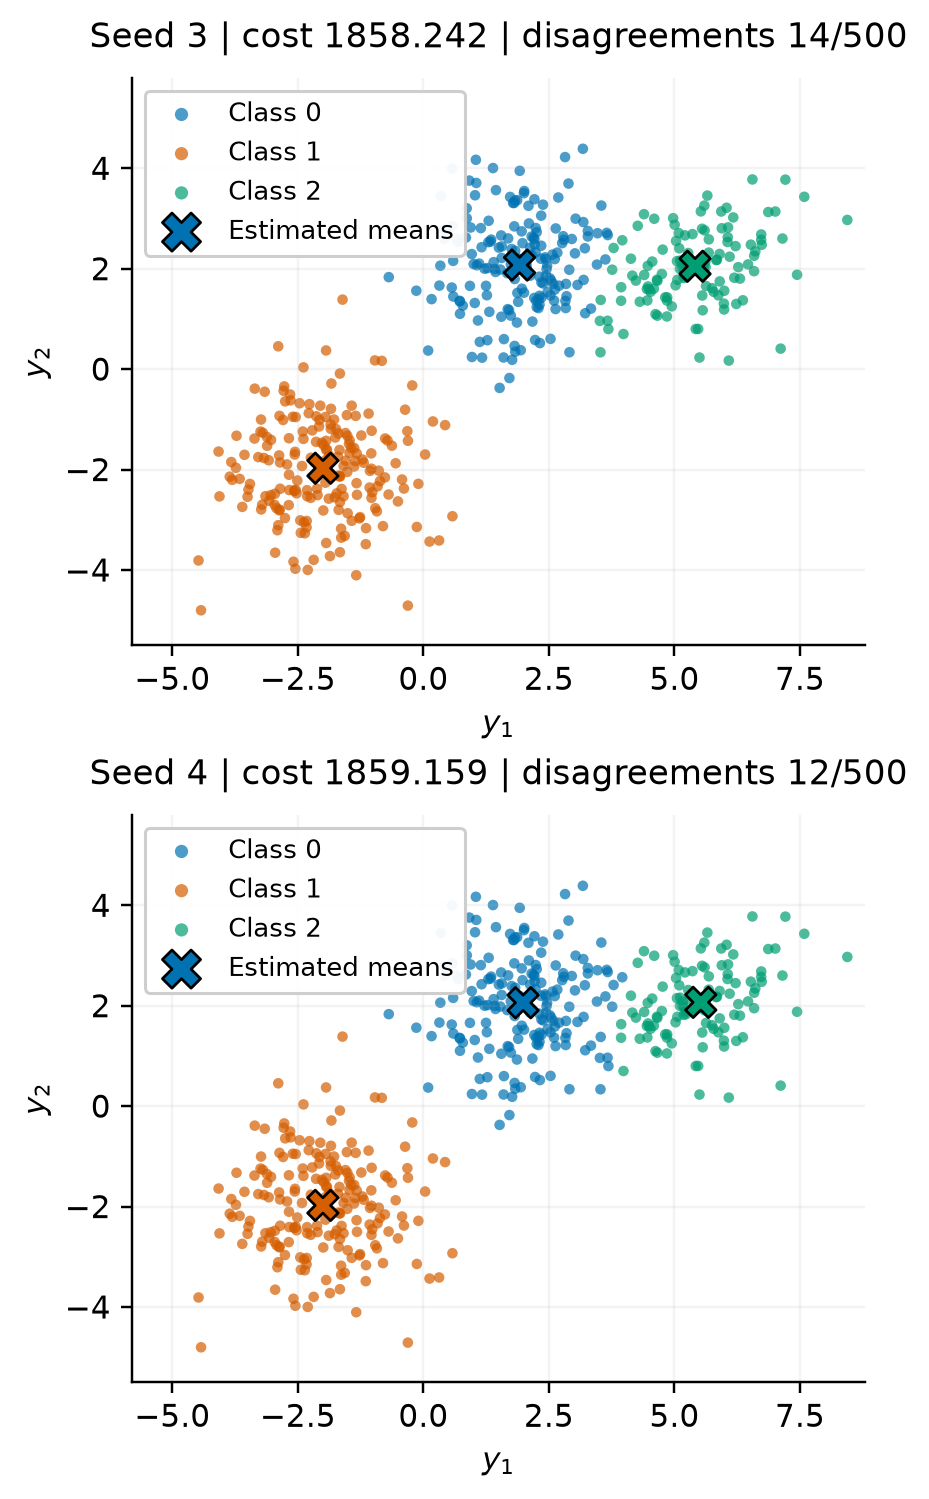 Seed 3 | cost 1858.242 | disagreements 14/500
Class 0
Class 1
Class 2
Estimated means
4
2
0
−2
−4
y2
−5.0 −2.5 0.0 2.5 5.0 7.5
y1
Seed 4 | cost 1859.159 | disagreements 12/500
Class 0
Class 1
Class 2
Estimated means
4
2
0
−2
−4
y2
−5.0 −2.5 0.0 2.5 5.0 7.5
y1